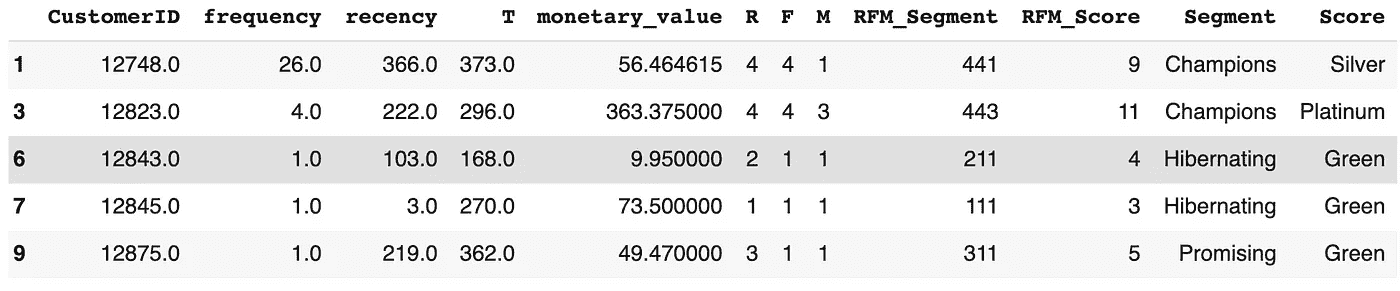 CustomerID frequency recency T monetary_value R F M RFM_Segment RFM_Score Segment Score
1 12748.0 26.0 366.0 373.0 56.464615 4 4 1 441 9 Champions Silver
3 12823.0 4.0 222.0 296.0 363.375000 4 4 3 443 11 Champions Platinum
6 12843.0 1.0 103.0 168.0 9.950000 2 1 1 211 4 Hibernating Green
7 12845.0 1.0 3.0 270.0 73.500000 1 1 1 111 3 Hibernating Green
9 12875.0 1.0 219.0 362.0 49.470000 3 1 1 311 5 Promising Green